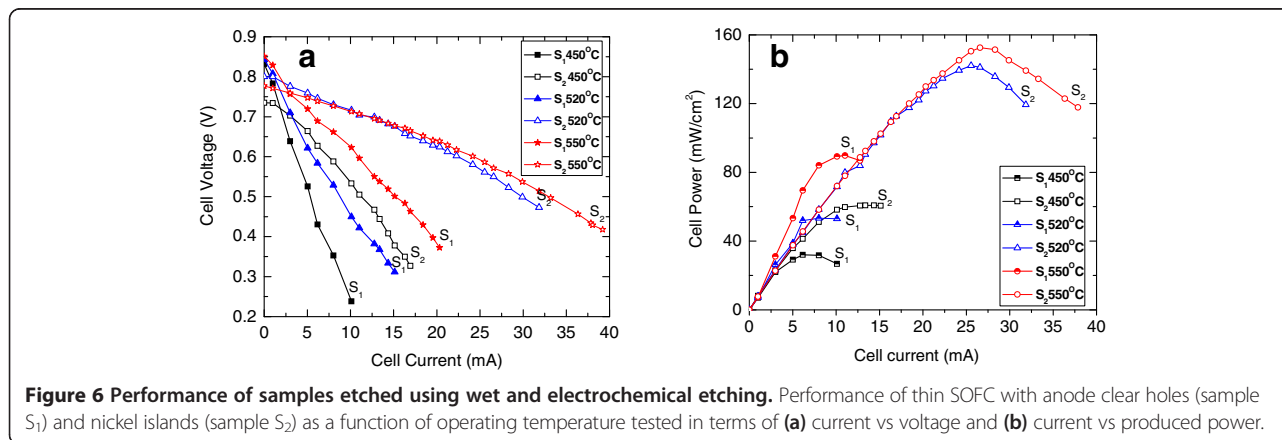 a
0.9
0.8
0.7
0.6
0.5
0.4
0.3
0.2
Cell Voltage (V)
0 5 10 15 20 25 30 35 40
Cell Current (mA)
S₁450°C
S₂450°C
S₁520°C
S₂520°C
S₁550°C
S₂550°C
S₁
S₁
S₂
S₁
S₂
S₂
b
160
120
80
40
0
Cell Power (mW/cm²)
0 5 10 15 20 25 30 35 40
Cell current (mA)
S₁450°C
S₂450°C
S₁520°C
S₂520°C
S₁550°C
S₂550°C
S₁
S₂
S₁
S₁
S₂
S₂
Figure 6 Performance of samples etched using wet and electrochemical etching. Performance of thin SOFC with anode clear holes (sample
S₁) and nickel islands (sample S₂) as a function of operating temperature tested in terms of (a) current vs voltage and (b) current vs produced power.